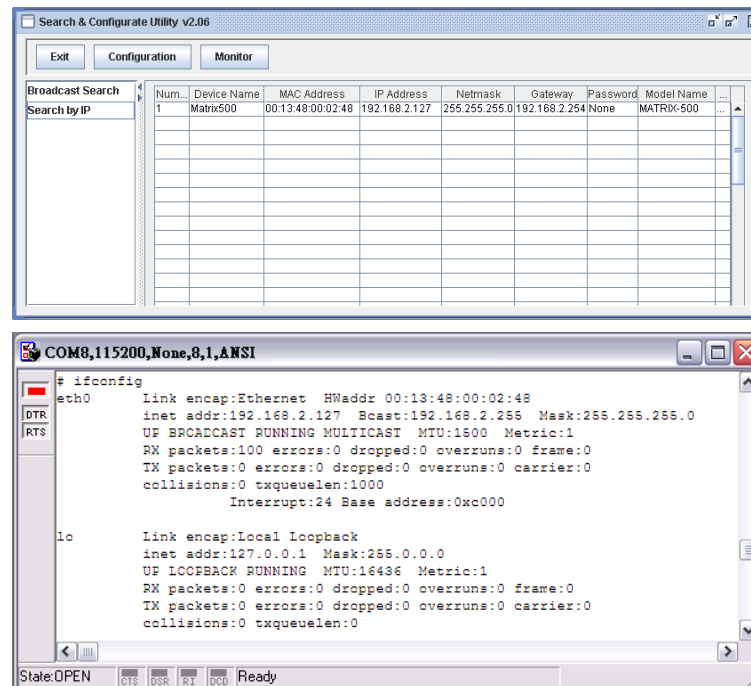 Search & Configurate Utility v2.06
Exit Configuration Monitor
Broadcast Search
Search by IP
Num... Device Name MAC Address IP Address Netmask Gateway Password Model Name ...
1 Matrix500 00:13:48:00:02:48 192.168.2.127 255.255.255.0 192.168.2.254 None MATRIX-500 ...
COM8,115200,None,8,1,ANSI
DTR
RTS
# ifconfig
eth0 Link encap:Ethernet HWaddr 00:13:48:00:02:48
inet addr:192.168.2.127 Bcast:192.168.2.255 Mask:255.255.255.0
UP BROADCAST RUNNING MULTICAST MTU:1500 Metric:1
RX packets:100 errors:0 dropped:0 overruns:0 frame:0
TX packets:0 errors:0 dropped:0 overruns:0 carrier:0
collisions:0 txqueuelen:1000
Interrupt:24 Base address:0xc000
lo Link encap:Local Loopback
inet addr:127.0.0.1 Mask:255.0.0.0
UP LOOPBACK RUNNING MTU:16436 Metric:1
RX packets:0 errors:0 dropped:0 overruns:0 frame:0
TX packets:0 errors:0 dropped:0 overruns:0 carrier:0
collisions:0 txqueuelen:0
State:OPEN CTS DSR RI DCD Ready